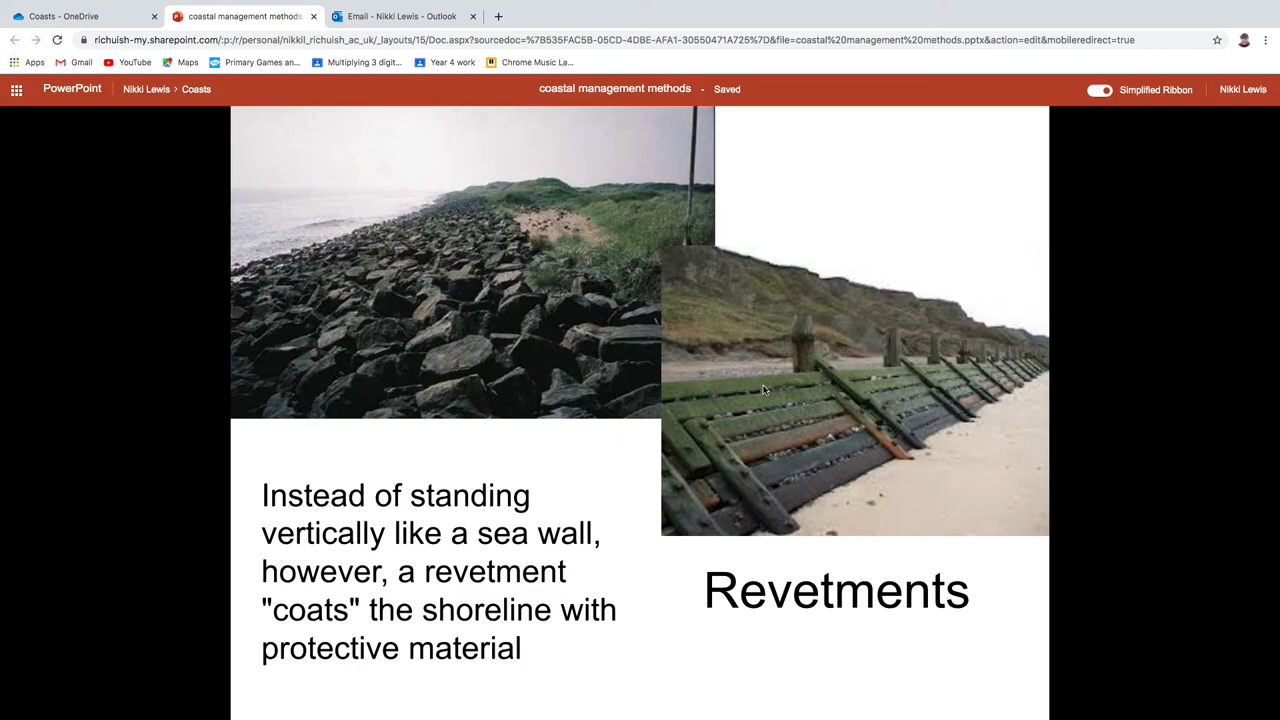 Coasts - OneDrive
coastal management methods.
Email - Nikki Lewis - Outlook
richuish-my.sharepoint.com/:p:/r/personal/nikkil_richuish_ac_uk/_layouts/15/Doc.aspx?sourcedoc=%7B535FAC5B-05CD-4DBE-AFA1-30550471A725%7D&file=coastal%20management%20methods.pptx&action=edit&mobileredirect=true
Apps Gmail YouTube Maps Primary Games an... Multiplying 3 digit... Year 4 work Chrome Music La...
PowerPoint Nikki Lewis > Coasts coastal management methods - Saved Simplified Ribbon Nikki Lewis
Instead of standing
vertically like a sea wall,
however, a revetment
"coats" the shoreline with
protective material
Revetments